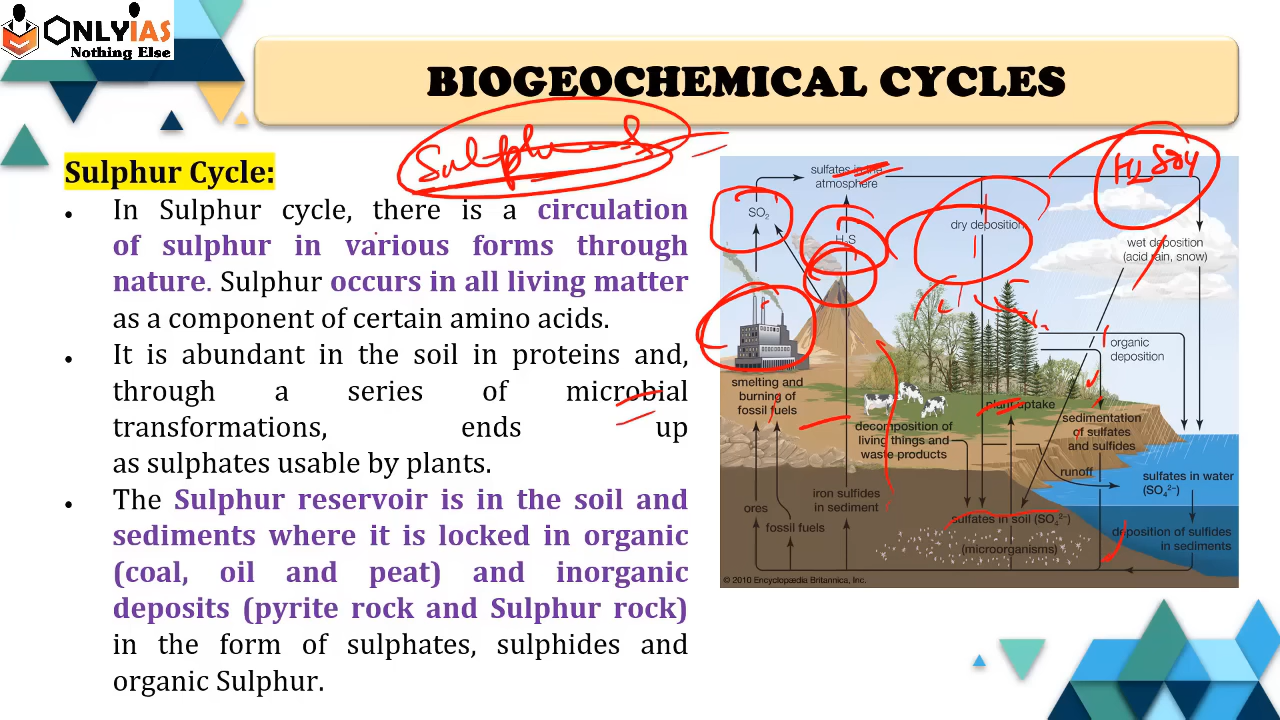 ONLYIAS
Nothing Else
BIOGEOCHEMICAL CYCLES
Sulphur Cycle:
• In Sulphur cycle, there is a circulation
of sulphur in various forms through
nature. Sulphur occurs in all living matter
as a component of certain amino acids.
• It is abundant in the soil in proteins and,
through a series of microbial
transformations, ends up
as sulphates usable by plants.
• The Sulphur reservoir is in the soil and
sediments where it is locked in organic
(coal, oil and peat) and inorganic
deposits (pyrite rock and Sulphur rock)
in the form of sulphates, sulphides and
organic Sulphur.
H₂SO4
sulfates in the
atmosphere
SO₂
H₂S
dry deposition
wet deposition
(acid rain, snow)
organic
deposition
smelting and
burning of
fossil fuels
plant uptake
decomposition of
living things and
waste products
sedimentation
of sulfates
and sulfides
runoff
sulfates in water
(SO₄²⁻)
iron sulfides
in sediment
ores
fossil fuels
sulfates in soil (SO₄²⁻)
(microorganisms)
deposition of sulfides
in sediments
© 2010 Encyclopædia Britannica, Inc.